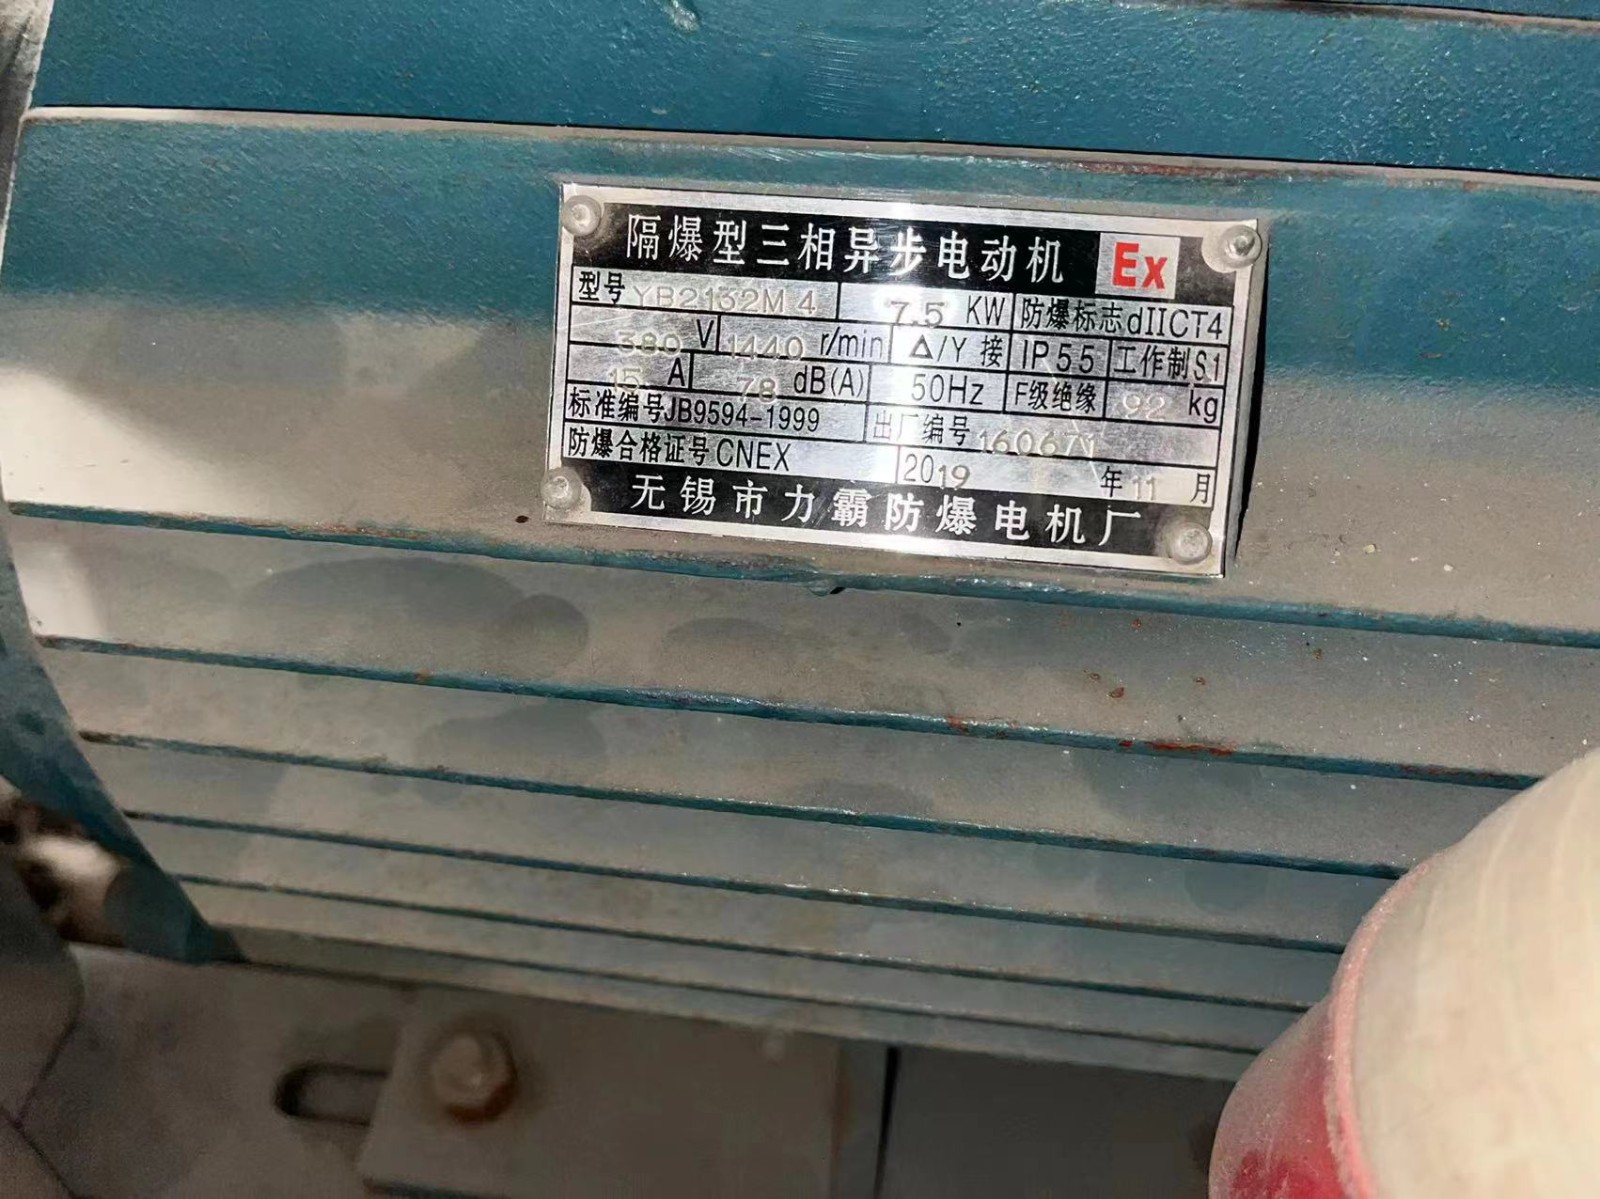 隔爆型三相异步电动机 Ex
型号 YB2132M 4 7.5 KW 防爆标志 dIICT4
380 V 1440 r/min △/Y 接 IP55 工作制 S1
15 A 78 dB(A) 50Hz F级绝缘 92 kg
标准编号 JB9594-1999 出厂编号 160671
防爆合格证号 CNEX 2019 年 11 月
无锡市力霸防爆电机厂